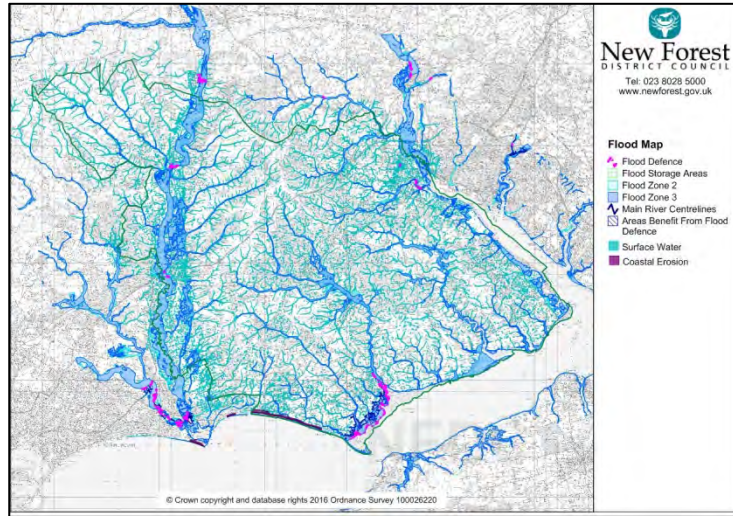 New Forest
DISTRICT COUNCIL
Tel: 023 8028 5000
www.newforest.gov.uk
Flood Map
Flood Defence
Flood Storage Areas
Flood Zone 2
Flood Zone 3
Main River Centrelines
Areas Benefit From Flood
Defence
Surface Water
Coastal Erosion
© Crown copyright and database rights 2016 Ordnance Survey 100026220